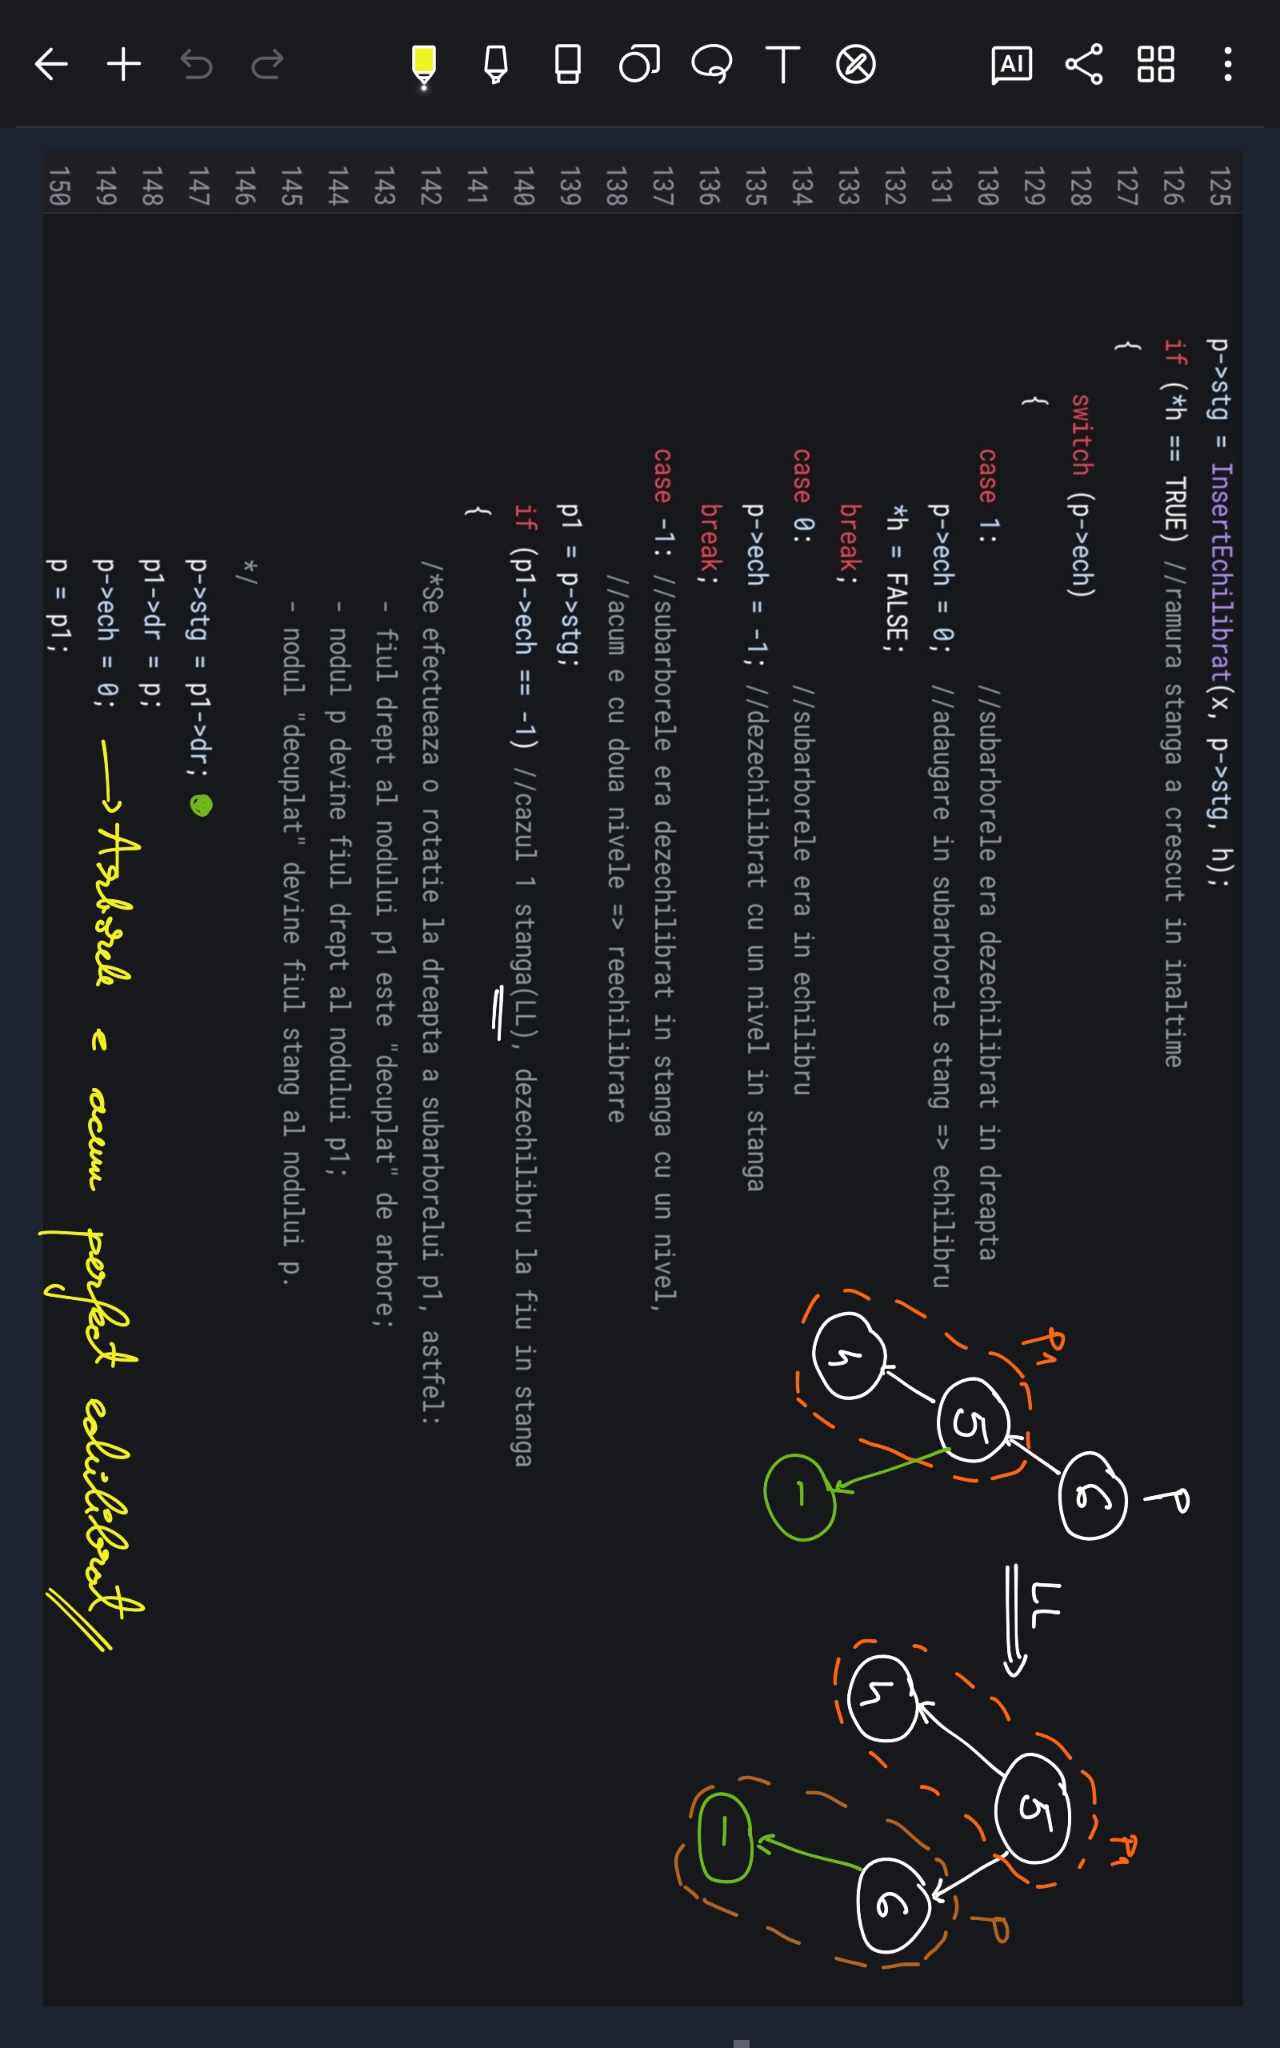 125 p->stg = InsertEchilibrat(x, p->stg, h);
126 if (*h == TRUE) //ramura stanga a crescut in inaltime
127 {
128 switch (p->ech)
129 {
130 case 1: //subarborele era dezechilibrat in dreapta
131 p->ech = 0; //adaugare in subarborele stang => echilibru
132 *h = FALSE;
133 break;
134 case 0: //subarborele era in echilibru
135 p->ech = -1; //dezechilibrat cu un nivel in stanga
136 break;
137 case -1: //subarborele era dezechilibrat in stanga cu un nivel,
138 //acum e cu doua nivele => reechilibrare
139 p1 = p->stg;
140 if (p1->ech == -1) //cazul 1 stanga(LL), dezechilibru la fiu in stanga
141 {
142 /*Se efectueaza o rotatie la dreapta a subarborelui p1, astfel:
143 - fiul drept al nodului p1 este "decuplat" de arbore;
144 - nodul p devine fiul drept al nodului p1;
145 - nodul "decuplat" devine fiul stang al nodului p.
146 */
147 p->stg = p1->dr;
148 p1->dr = p;
149 p->ech = 0; → Arborele e acum perfect echilibrat
150 p = p1;
P
6
P1
5
4
-
LL
P1
5
P
4
6
-
AI